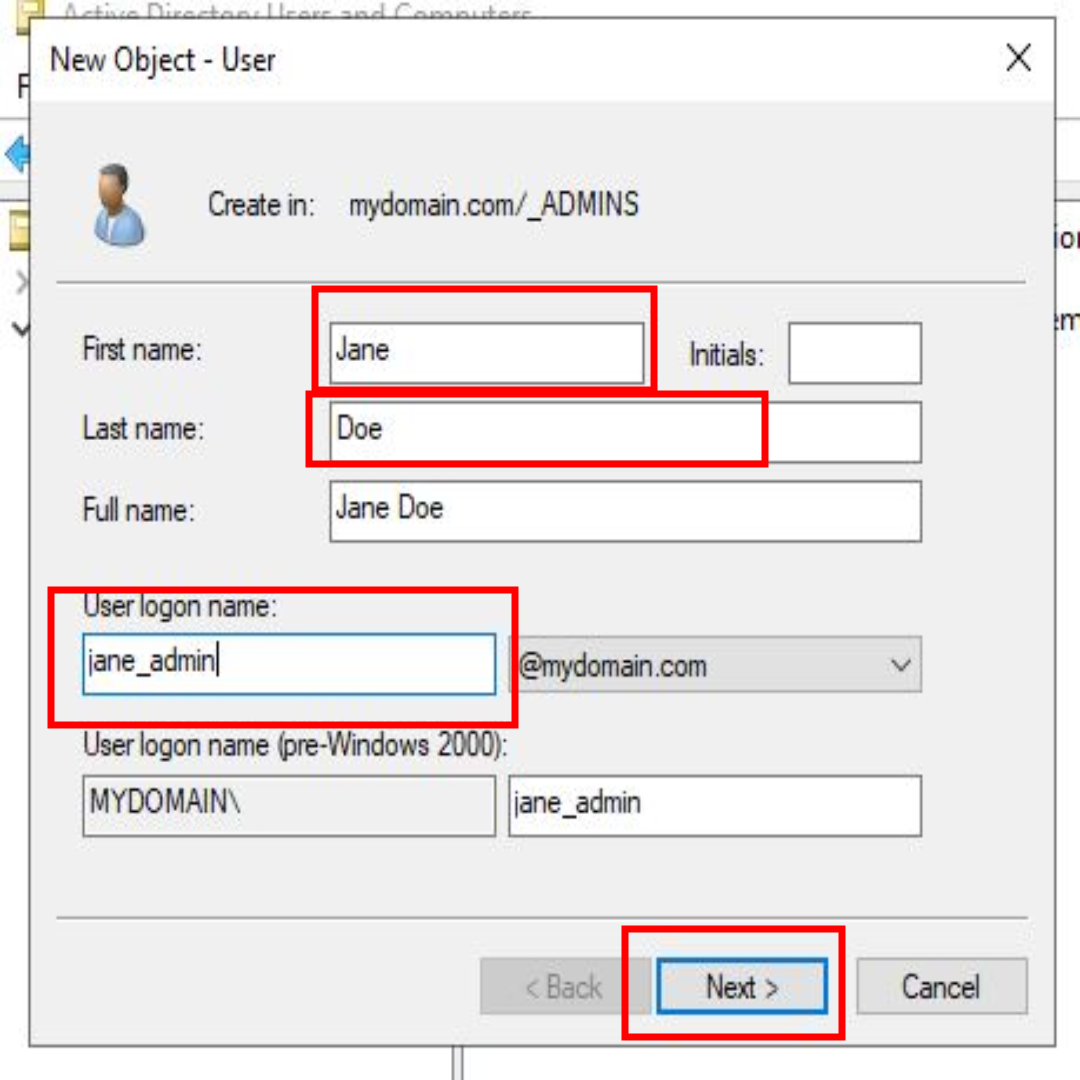 Active Directory Users and Computers
New Object - User
F
Create in: mydomain.com/_ADMINS
First name: Jane Initials:
Last name: Doe
Full name: Jane Doe
User logon name:
jane_admin @mydomain.com
User logon name (pre-Windows 2000):
MYDOMAIN\ jane_admin
< Back Next > Cancel